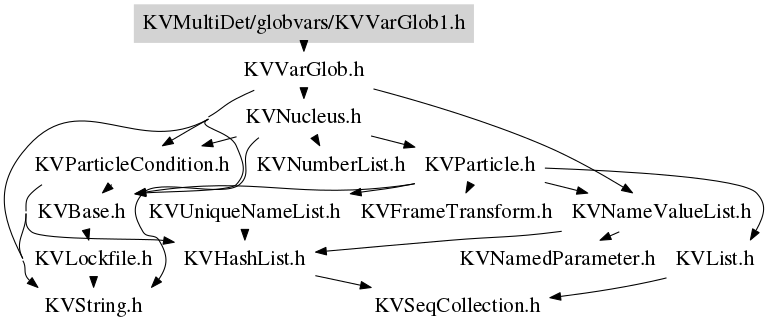 KVMultiDet/globvars/KVVarGlob1.h
KVVarGlob.h
KVNucleus.h
KVParticleCondition.h KVNumberList.h KVParticle.h
KVBase.h KVUniqueNameList.h KVFrameTransform.h KVNameValueList.h
KVLockfile.h KVHashList.h KVNamedParameter.h KVList.h
KVString.h KVSeqCollection.h